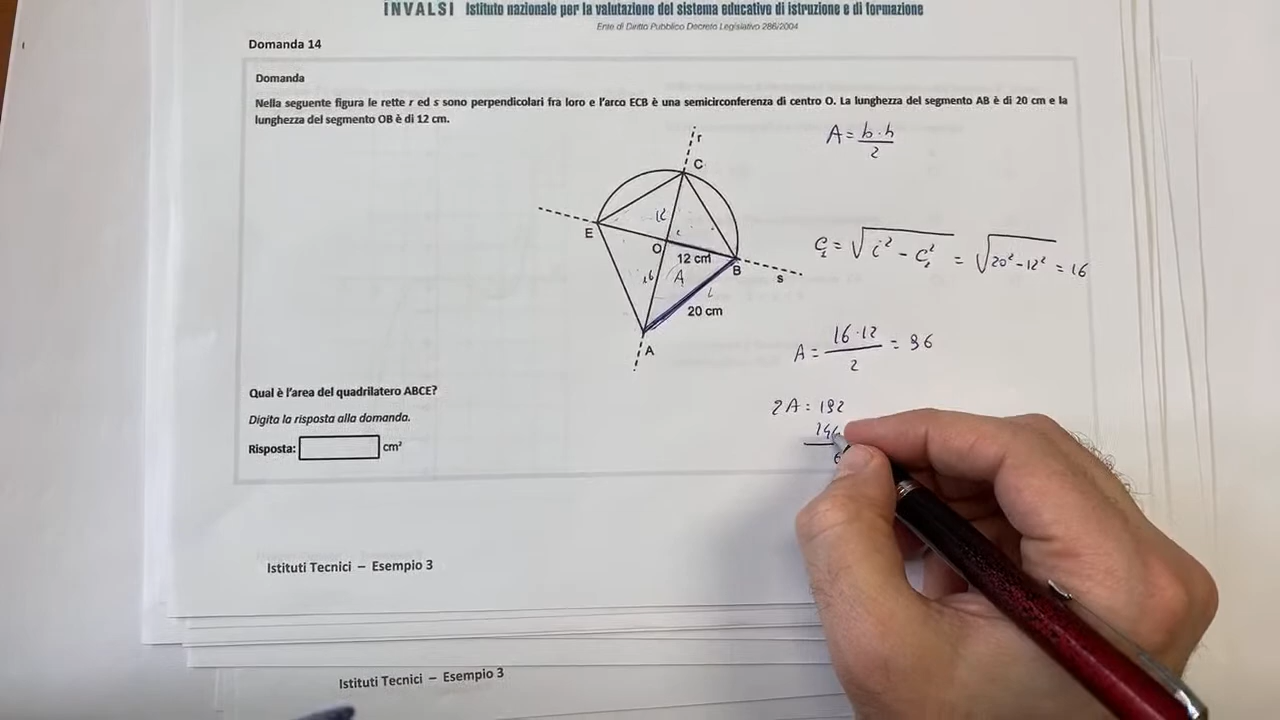 INVALSI Istituto nazionale per la valutazione del sistema educativo di istruzione e di formazione
Ente di Diritto Pubblico Decreto Legislativo 286/2004
Domanda 14
Domanda
Nella seguente figura le rette r ed s sono perpendicolari fra loro e l'arco ECB è una semicirconferenza di centro O. La lunghezza del segmento AB è di 20 cm e la
lunghezza del segmento OB è di 12 cm.
A = b·h / 2
r
C
E
12
O
12 cm
B
s
16
A
20 cm
A
C₂ = √i² - C₁² = √20² - 12² = 16
A = 16·12 / 2 = 96
2A = 192
Qual è l'area del quadrilatero ABCE?
Digita la risposta alla domanda.
Risposta: cm²
Istituti Tecnici – Esempio 3
Istituti Tecnici – Esempio 3